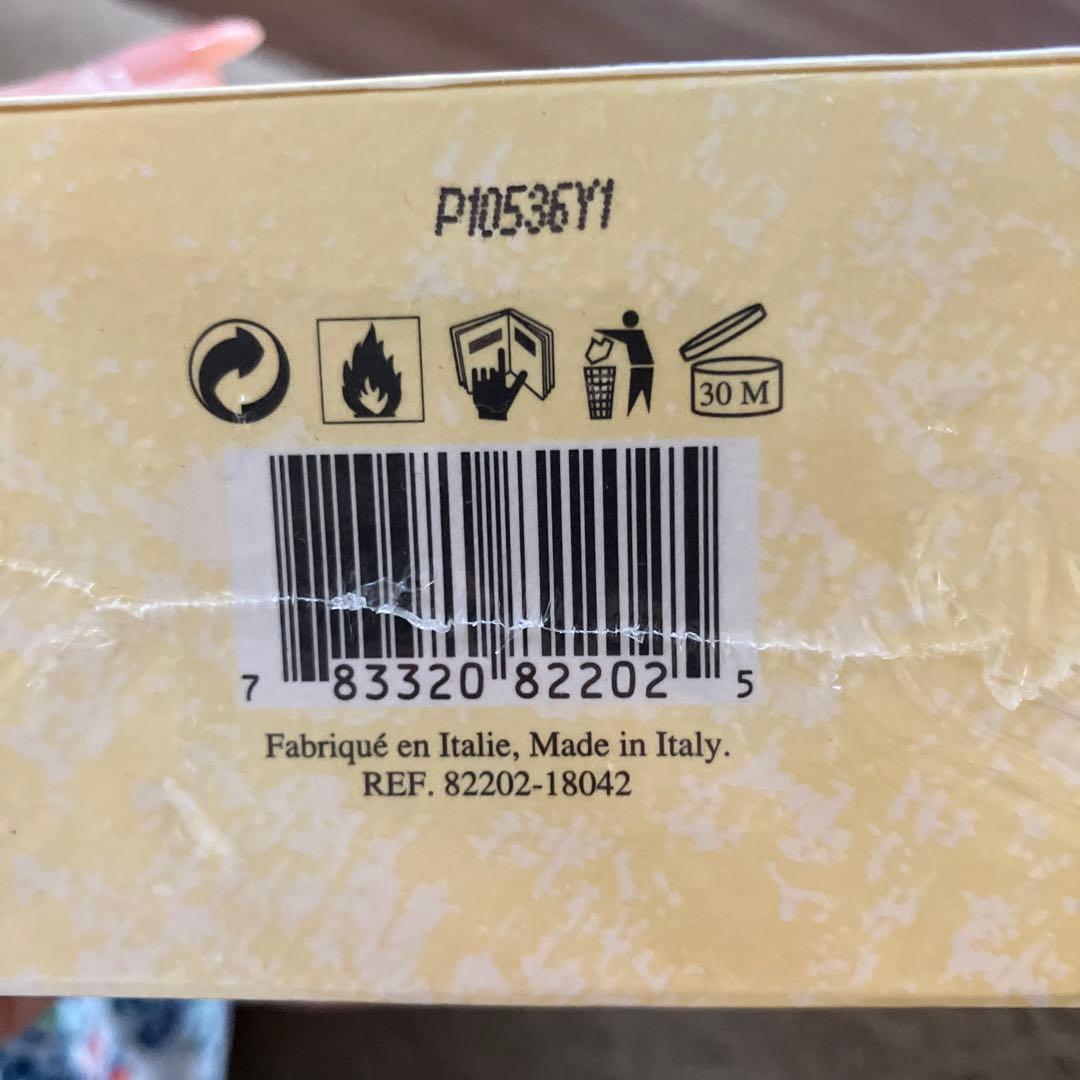 P10536Y1
30 M
7 83320 82202 5
Fabriqué en Italie, Made in Italy.
REF. 82202-18042